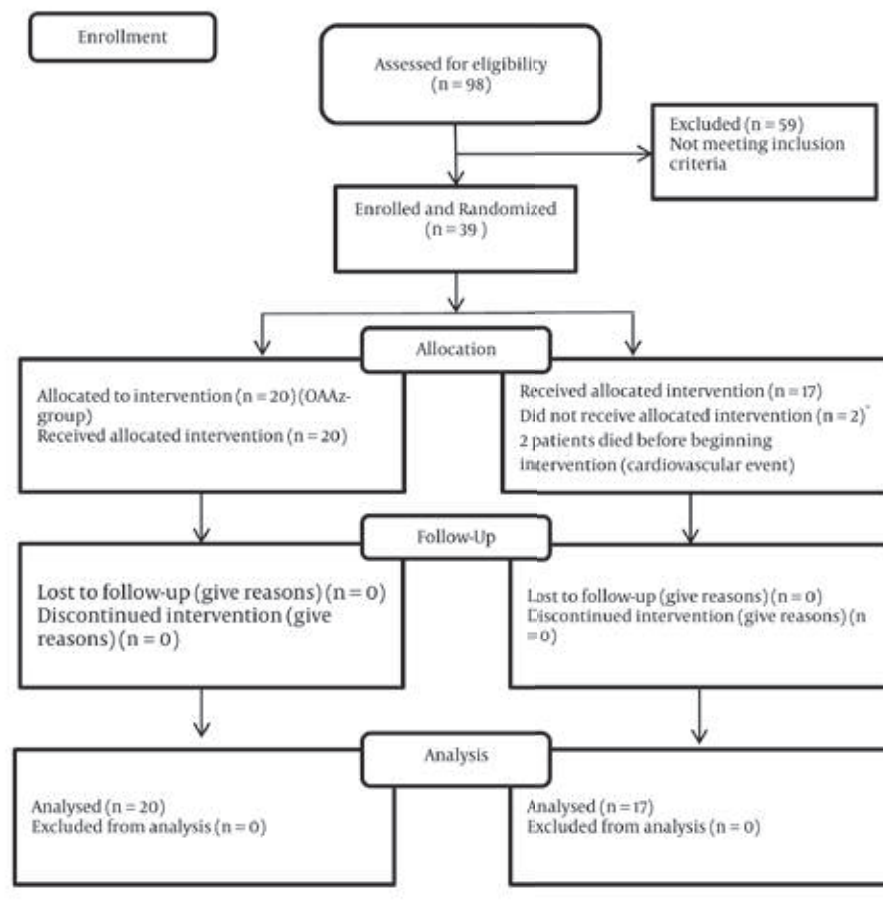 Enrollment
Assessed for eligibility
(n = 98)
Excluded (n = 59)
Not meeting inclusion
criteria
Enrolled and Randomized
(n = 39 )
Allocation
Allocated to intervention (n = 20) (OAAz-
group)
Received allocated intervention (n = 20)
Received allocated intervention (n = 17)
Did not receive allocated intervention (n = 2)*
2 patients died before beginning
intervention (cardiovascular event)
Follow-Up
Lost to follow-up (give reasons) (n = 0)
Discontinued intervention (give
reasons) (n = 0)
Lost to follow-up (give reasons) (n = 0)
Discontinued intervention (give reasons) (n
= 0)
Analysis
Analysed (n = 20)
Excluded from analysis (n = 0)
Analysed (n = 17)
Excluded from analysis (n = 0)